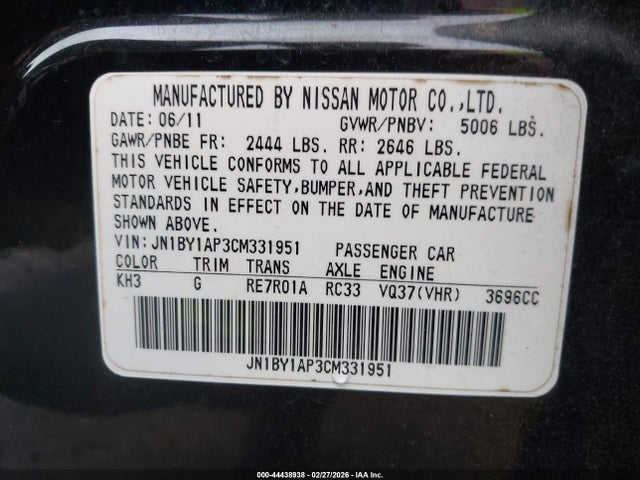 MANUFACTURED BY NISSAN MOTOR CO.,LTD.
DATE: 06/11 GVWR/PNBV: 5006 LBS.
GAWR/PNBE FR: 2444 LBS. RR: 2646 LBS.
THIS VEHICLE CONFORMS TO ALL APPLICABLE FEDERAL
MOTOR VEHICLE SAFETY,BUMPER,AND THEFT PREVENTION
STANDARDS IN EFFECT ON THE DATE OF MANUFACTURE
SHOWN ABOVE.
VIN:JN1BY1AP3CM331951 PASSENGER CAR
COLOR TRIM TRANS AXLE ENGINE
KH3 G RE7R01A RC33 VQ37(VHR) 3696CC
JN1BY1AP3CM331951
000-44438938 - 02/27/2026 - IAA Inc.